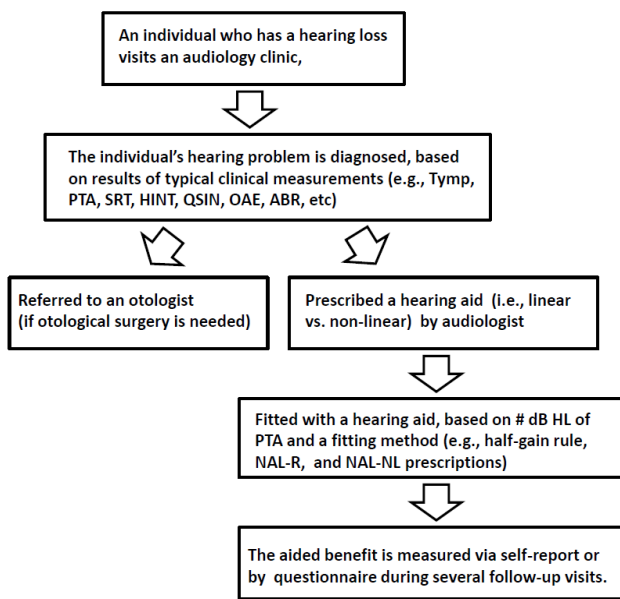 An individual who has a hearing loss
visits an audiology clinic,
The individual's hearing problem is diagnosed, based
on results of typical clinical measurements (e.g., Tymp,
PTA, SRT, HINT, QSIN, OAE, ABR, etc)
Referred to an otologist
(if otological surgery is needed)
Prescribed a hearing aid (i.e., linear
vs. non-linear) by audiologist
Fitted with a hearing aid, based on # dB HL of
PTA and a fitting method (e.g., half-gain rule,
NAL-R, and NAL-NL prescriptions)
The aided benefit is measured via self-report or
by questionnaire during several follow-up visits.